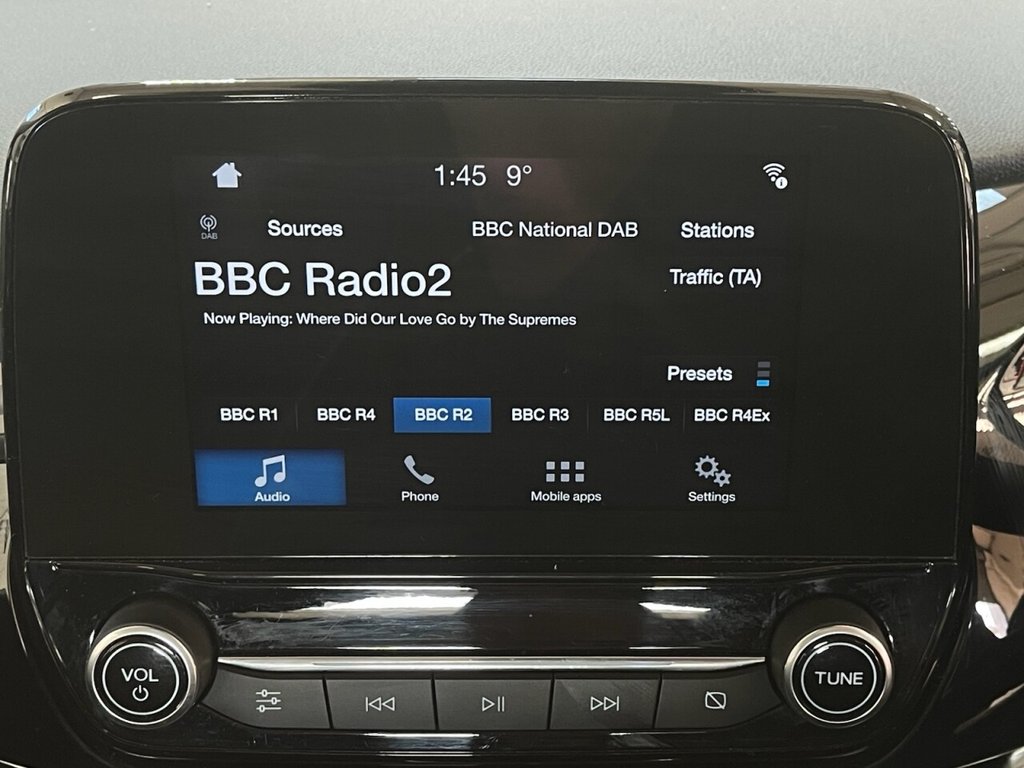 1:45 9°
DAB
Sources
BBC National DAB
Stations
BBC Radio2
Traffic (TA)
Now Playing: Where Did Our Love Go by The Supremes
Presets
BBC R1
BBC R4
BBC R2
BBC R3
BBC R5L
BBC R4Ex
Audio
Phone
Mobile apps
Settings
VOL
TUNE